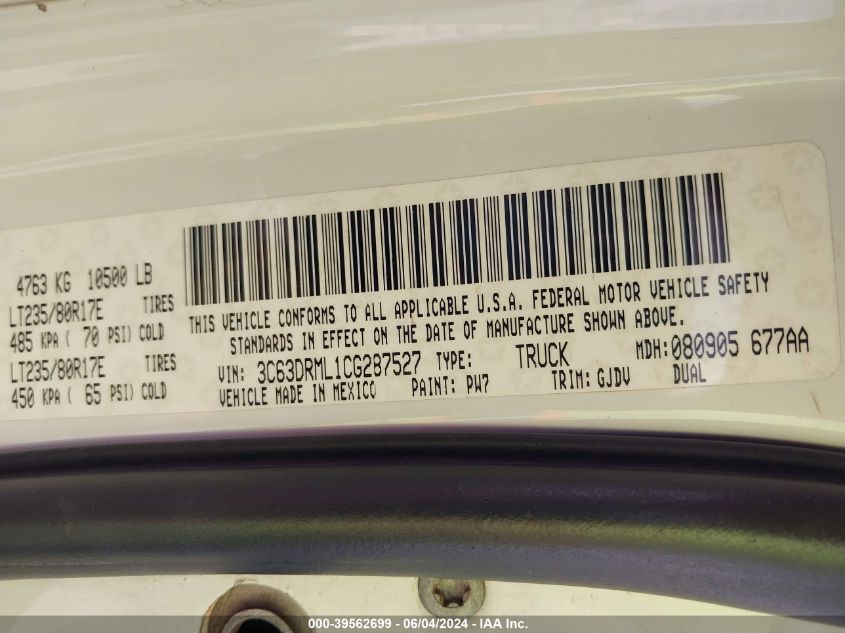 4763 KG 10500 LB
LT235/80R17E TIRES
485 KPA ( 70 PSI) COLD
LT235/80R17E TIRES
450 KPA ( 65 PSI) COLD
THIS VEHICLE CONFORMS TO ALL APPLICABLE U.S.A. FEDERAL MOTOR VEHICLE SAFETY
STANDARDS IN EFFECT ON THE DATE OF MANUFACTURE SHOWN ABOVE.
VIN: 3C63DRML1CG287527 TYPE: TRUCK MDH:080905 677AA
VEHICLE MADE IN MEXICO PAINT: PW7 TRIM: GJDV DUAL
000-39562699 - 06/04/2024 - IAA Inc.